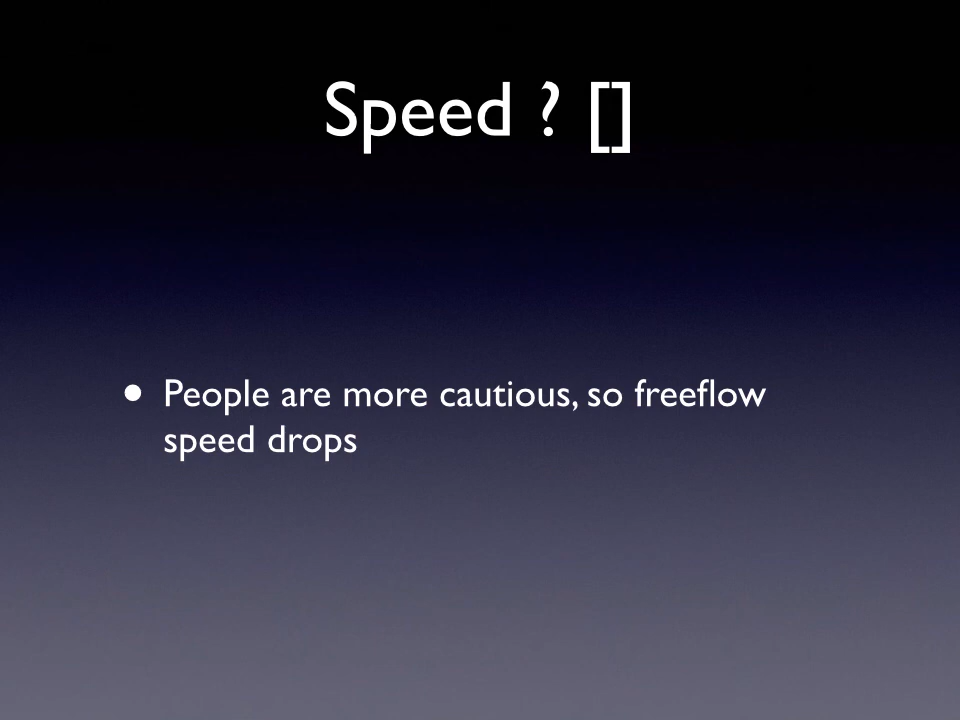 Speed ? []
• People are more cautious, so freeflow
speed drops